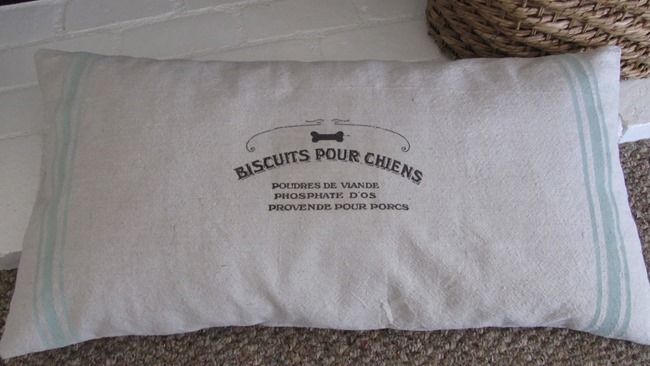 BISCUITS POUR CHIENS
POUDRES DE VIANDE
PHOSPHATE D'OS
PROVENDE POUR PORCS